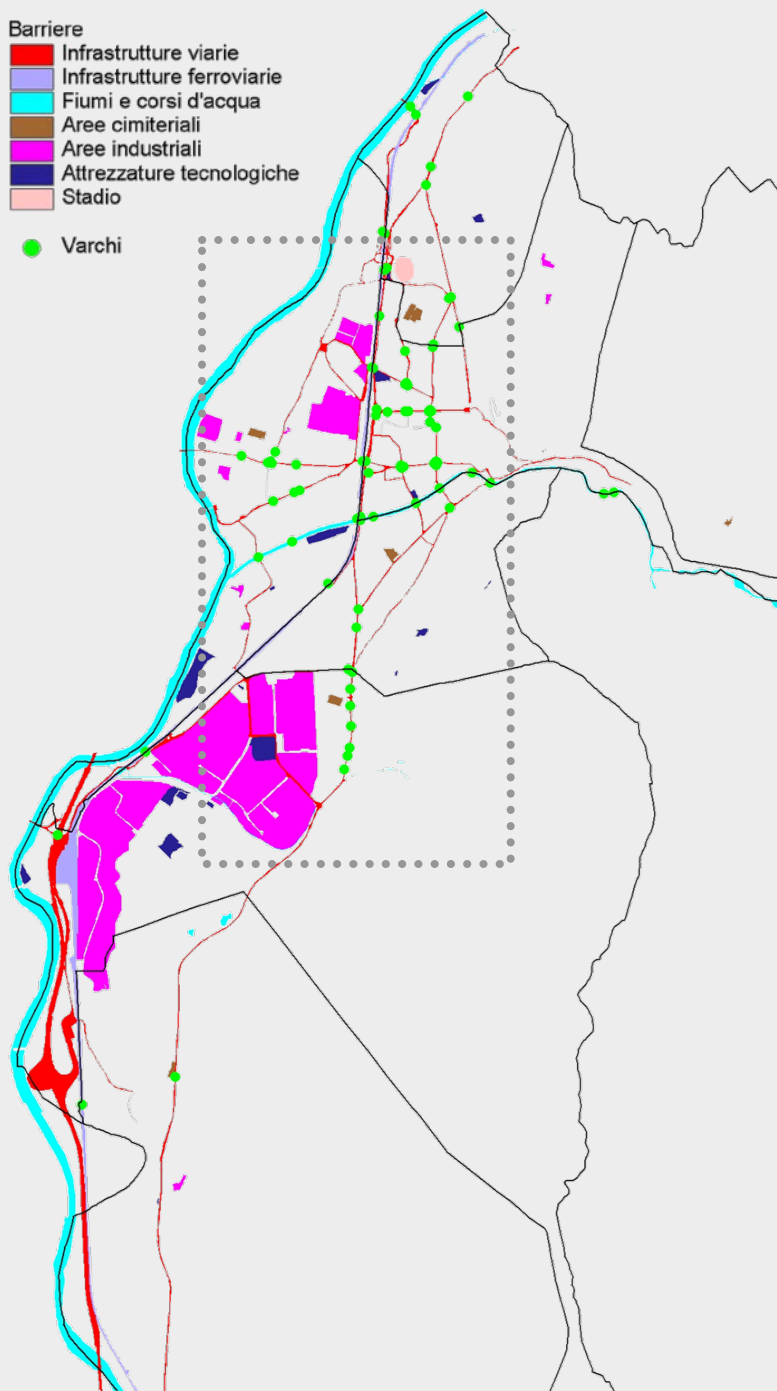 Barriere
Infrastrutture viarie
Infrastrutture ferroviarie
Fiumi e corsi d'acqua
Aree cimiteriali
Aree industriali
Attrezzature tecnologiche
Stadio
Varchi